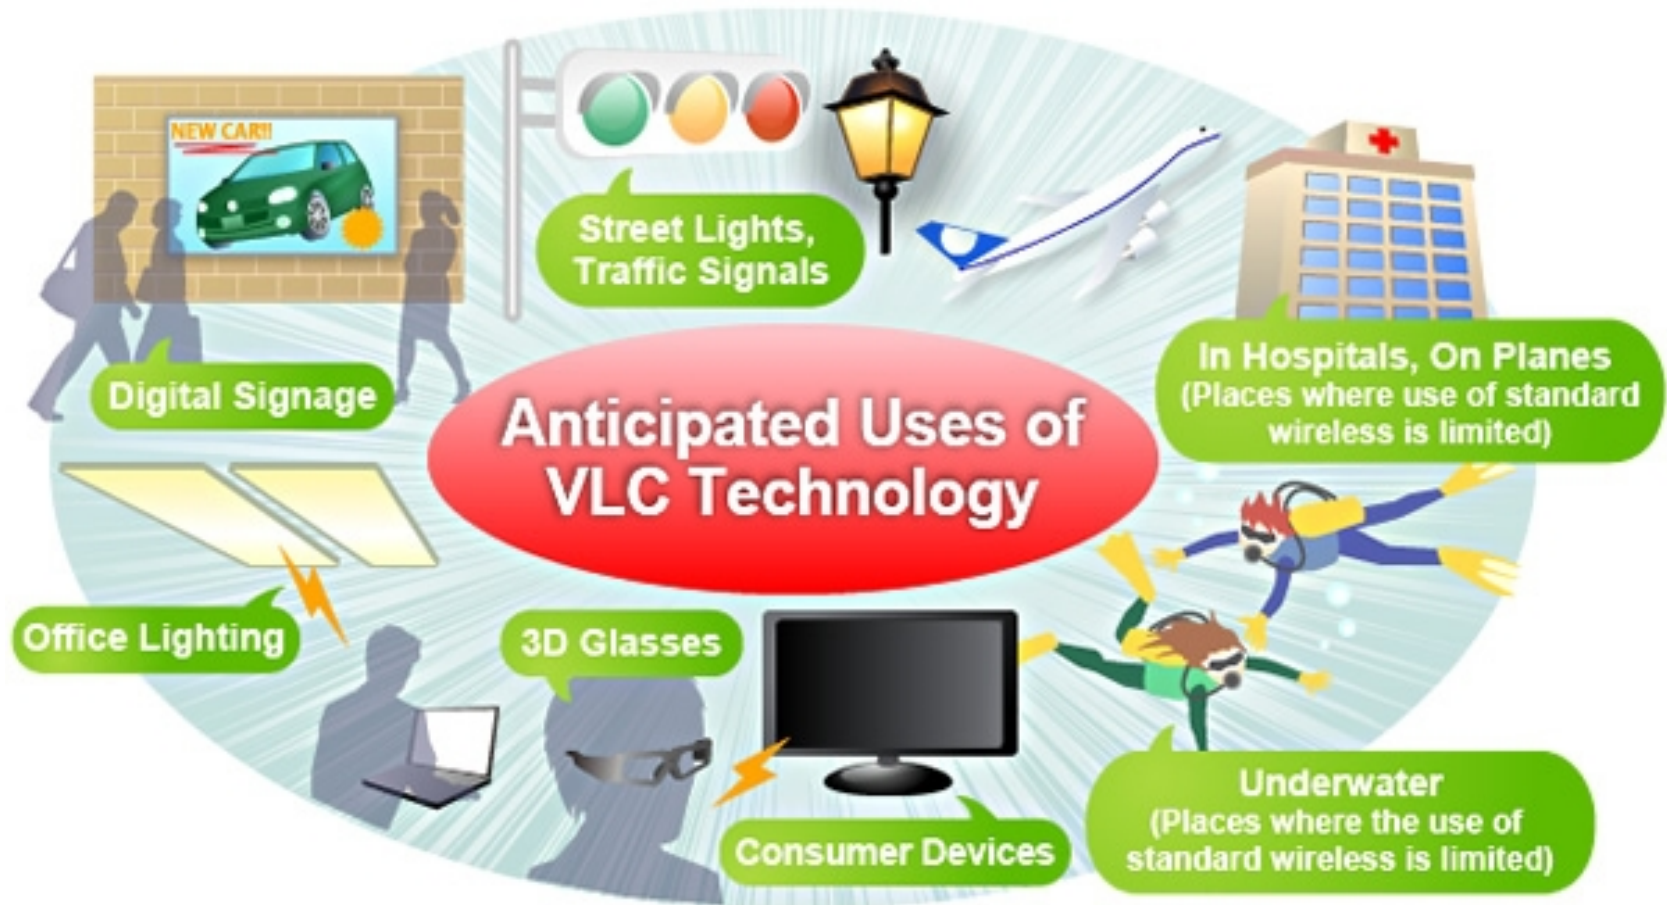 NEW CAR!!
Street Lights,
Traffic Signals
In Hospitals, On Planes
(Places where use of standard
wireless is limited)
Digital Signage
Anticipated Uses of
VLC Technology
Office Lighting
3D Glasses
Consumer Devices
Underwater
(Places where the use of
standard wireless is limited)